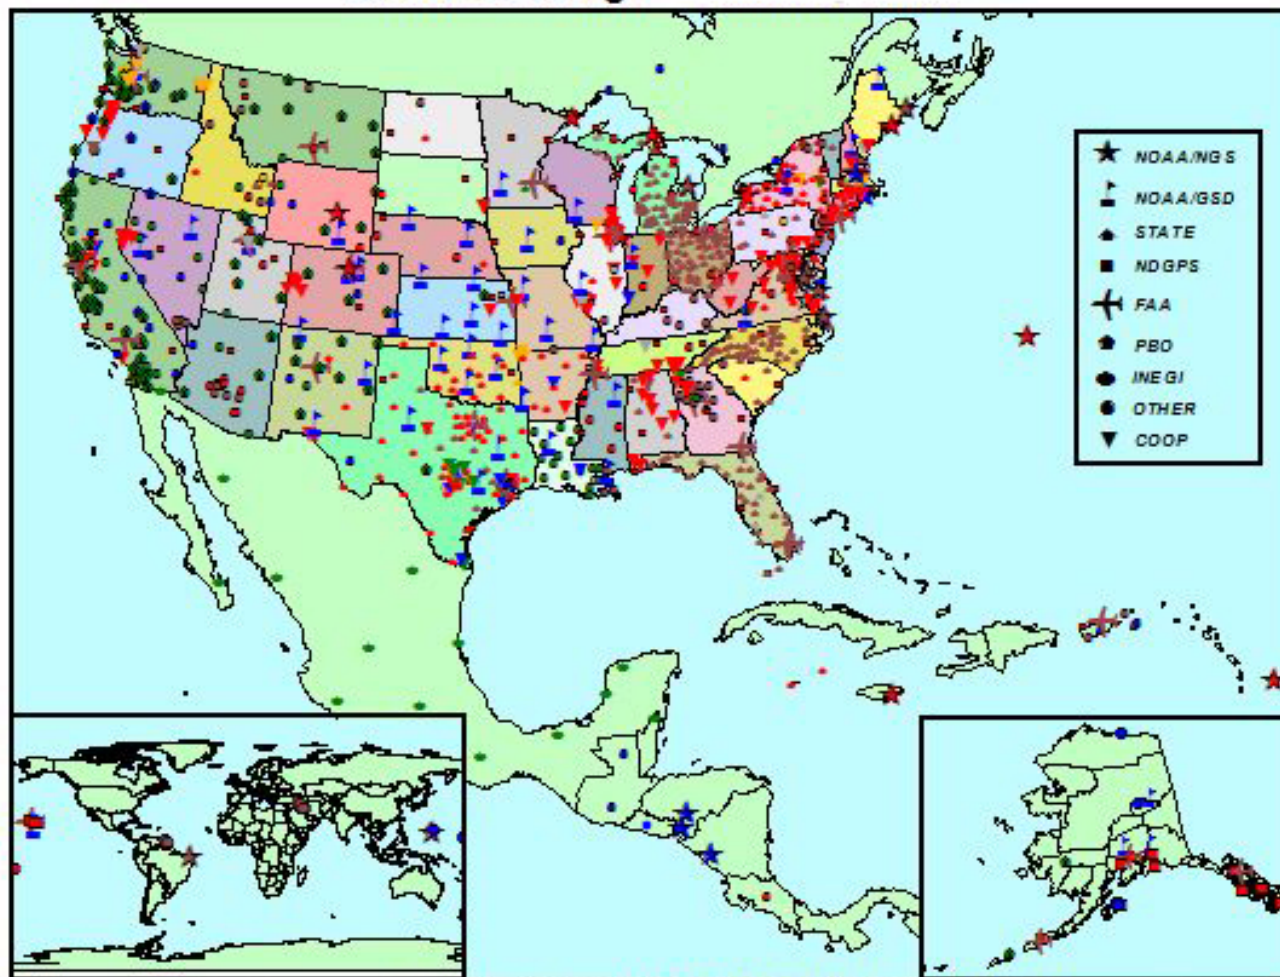 NOAA/NGS
NOAA/GSD
STATE
NDGPS
FAA
PBO
INEGI
OTHER
COOP